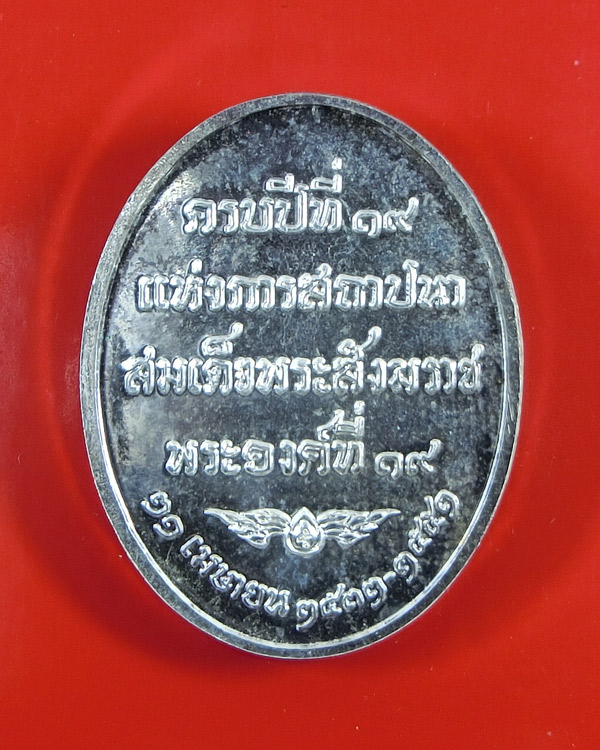 ครบปีที่ ๑๙
แห่งการสถาปนา
สมเด็จพระสังฆราช
พระองค์ที่ ๑๙
๒๑ เมษายน ๒๕๓๒-๒๕๕๑